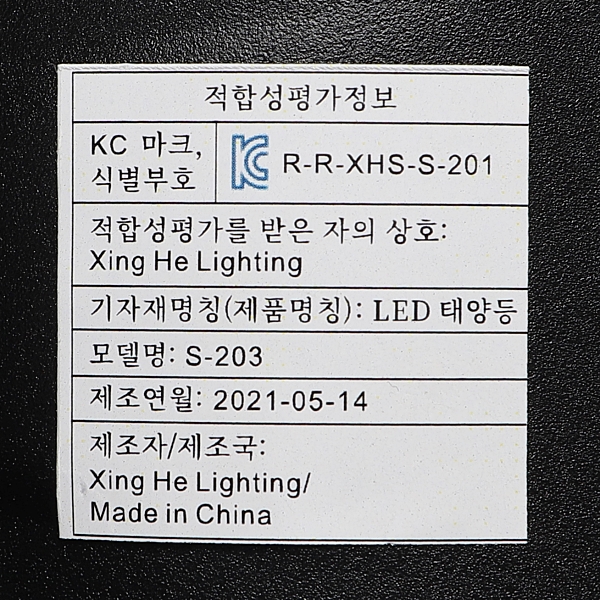 적합성평가정보
KC 마크,
식별부호
KC R-R-XHS-S-201
적합성평가를 받은 자의 상호:
Xing He Lighting
기자재명칭(제품명칭): LED 태양등
모델명: S-203
제조연월: 2021-05-14
제조자/제조국:
Xing He Lighting/
Made in China